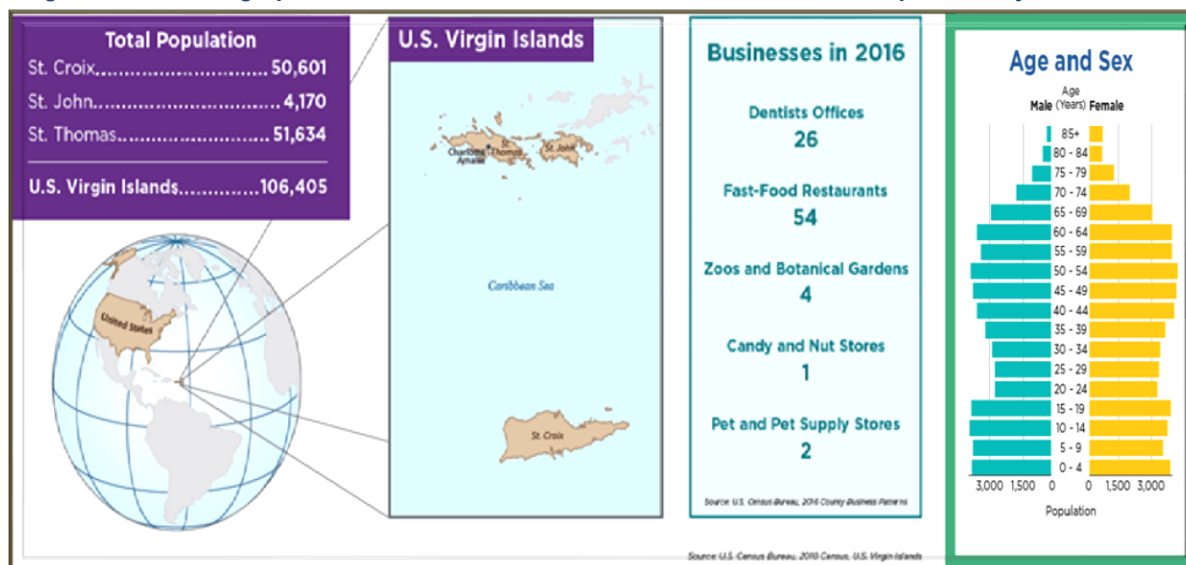 Total Population
St. Croix.................................50,601
St. John...................................4,170
St. Thomas.............................51,634
U.S. Virgin Islands..............106,405
United States
U.S. Virgin Islands
Charlotte Amalie
St. Thomas
St. John
Caribbean Sea
St. Croix
Businesses in 2016
Dentists Offices
26
Fast-Food Restaurants
54
Zoos and Botanical Gardens
4
Candy and Nut Stores
1
Pet and Pet Supply Stores
2
Source: U.S. Census Bureau, 2016 County Business Patterns
Source: U.S. Census Bureau, 2010 Census, U.S. Virgin Islands
Age and Sex
Age
Male (Years) Female
85+
80 - 84
75 - 79
70 - 74
65 - 69
60 - 64
55 - 59
50 - 54
45 - 49
40 - 44
35 - 39
30 - 34
25 - 29
20 - 24
15 - 19
10 - 14
5 - 9
0 - 4
3,000 1,500 0 0 1,500 3,000
Population